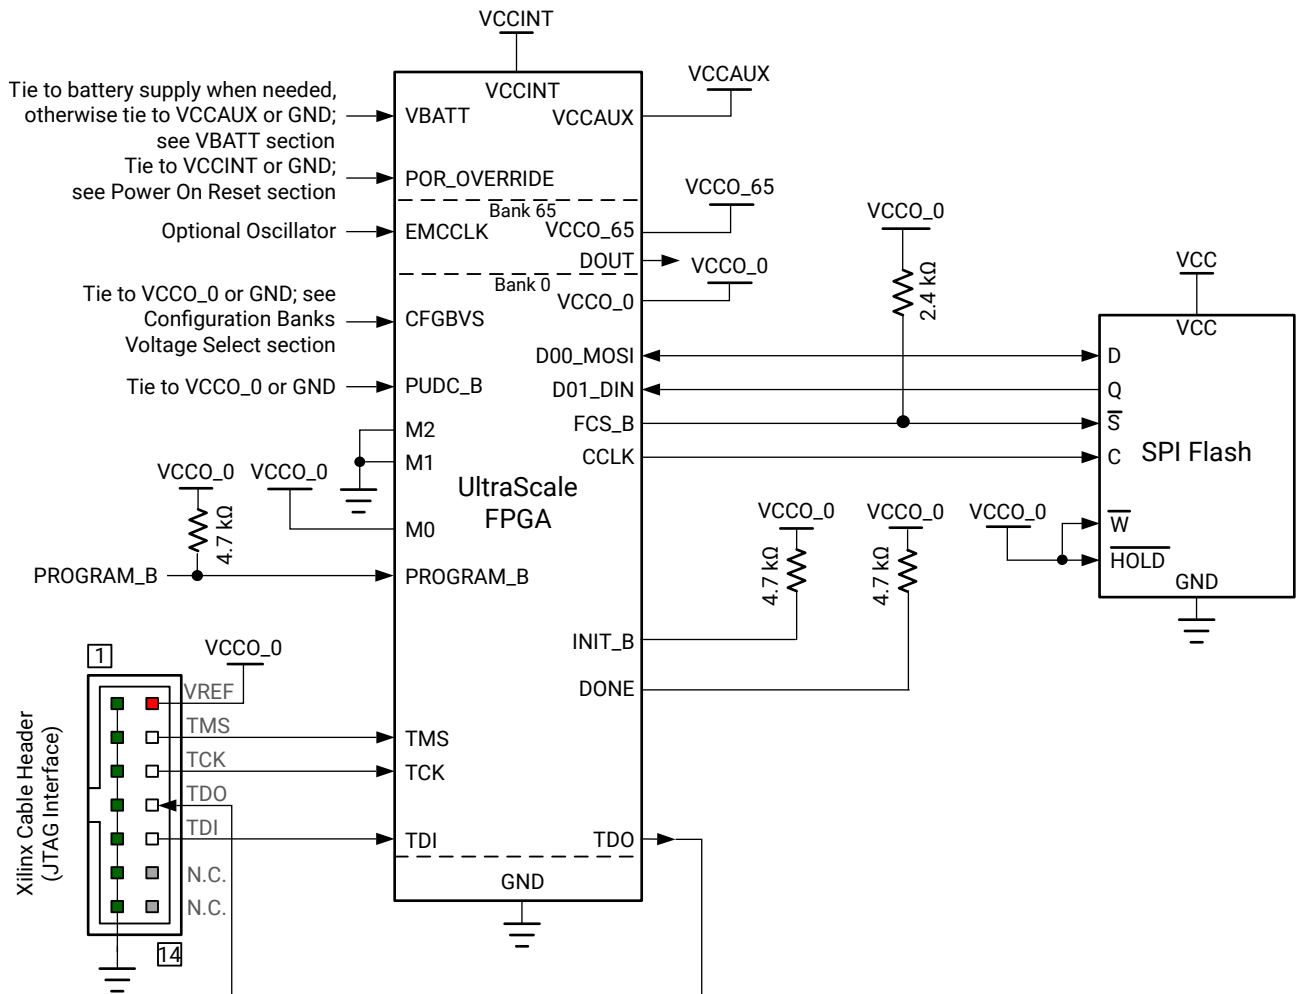 VCCINT
VCCINT
Tie to battery supply when needed,
otherwise tie to VCCAUX or GND;
see VBATT section
VBATT
VCCAUX
VCCAUX
Tie to VCCINT or GND;
see Power On Reset section
POR_OVERRIDE
Bank 65
VCCO_65
Optional Oscillator
EMCCLK
VCCO_65
DOUT
VCCO_0
Bank 0
VCCO_0
Tie to VCCO_0 or GND; see
Configuration Banks
Voltage Select section
CFGBVS
VCCO_0
2.4 kΩ
VCC
VCC
D00_MOSI
D
Tie to VCCO_0 or GND
PUDC_B
D01_DIN
Q
M2
FCS_B
S
M1
CCLK
C
SPI Flash
UltraScale
FPGA
VCCO_0
VCCO_0
4.7 kΩ
M0
PROGRAM_B
PROGRAM_B
VCCO_0
VCCO_0
VCCO_0
4.7 kΩ
4.7 kΩ
W
HOLD
GND
INIT_B
DONE
1
VCCO_0
VREF
TMS
TCK
TDO
TDI
N.C.
N.C.
14
Xilinx Cable Header
(JTAG Interface)
TMS
TCK
TDI
TDO
GND